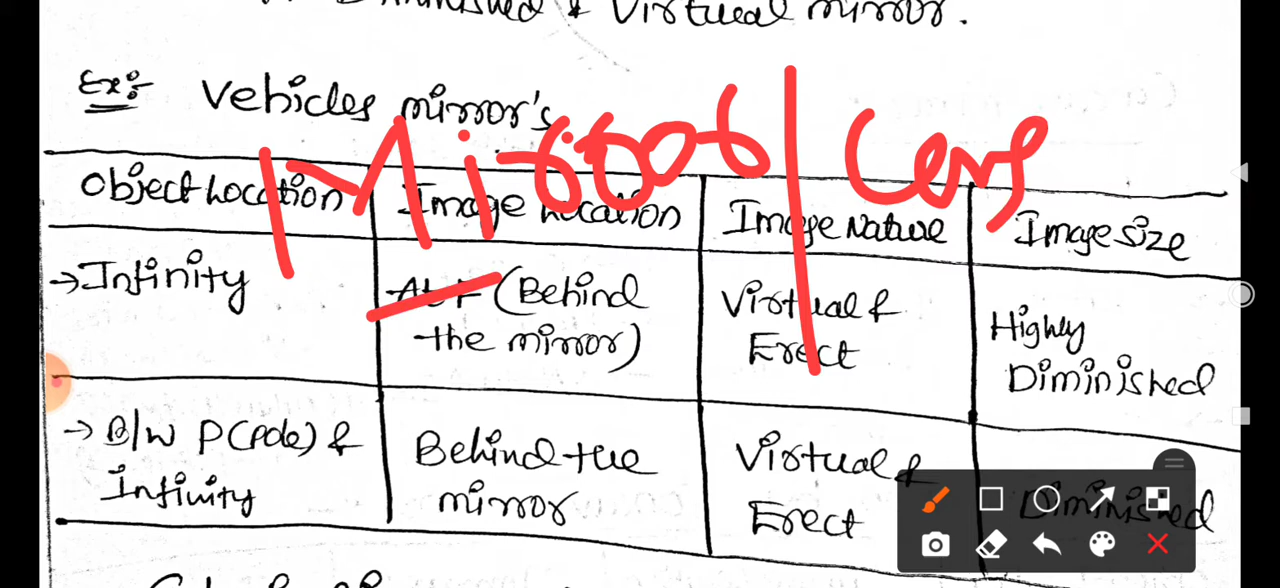 Diminished & Virtual mirror.
Ex:- Vehicles mirror's
Mirror | Lens
Object Location | Image Location | Image Nature | Image size
→ Infinity | At F (Behind the mirror) | Virtual & Erect | Highly Diminished
→ B/W P(pole) & Infinity | Behind the mirror | Virtual & Erect | Diminished